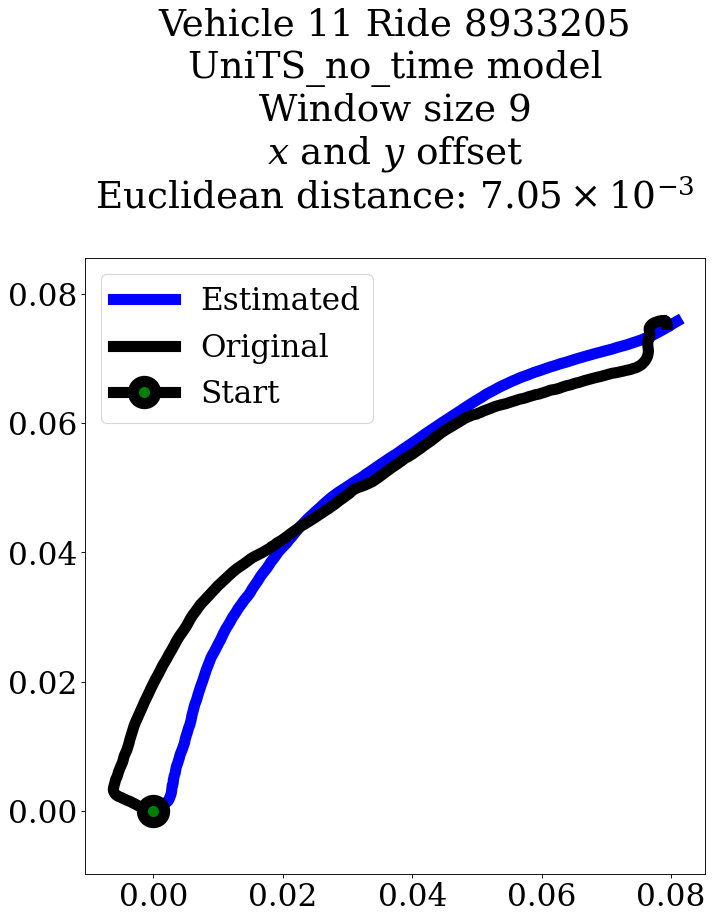 Vehicle 11 Ride 8933205
UniTS_no_time model
Window size 9
x and y offset
Euclidean distance: 7.05 × 10⁻³
Estimated
Original
Start
0.08
0.06
0.04
0.02
0.00
0.00 0.02 0.04 0.06 0.08